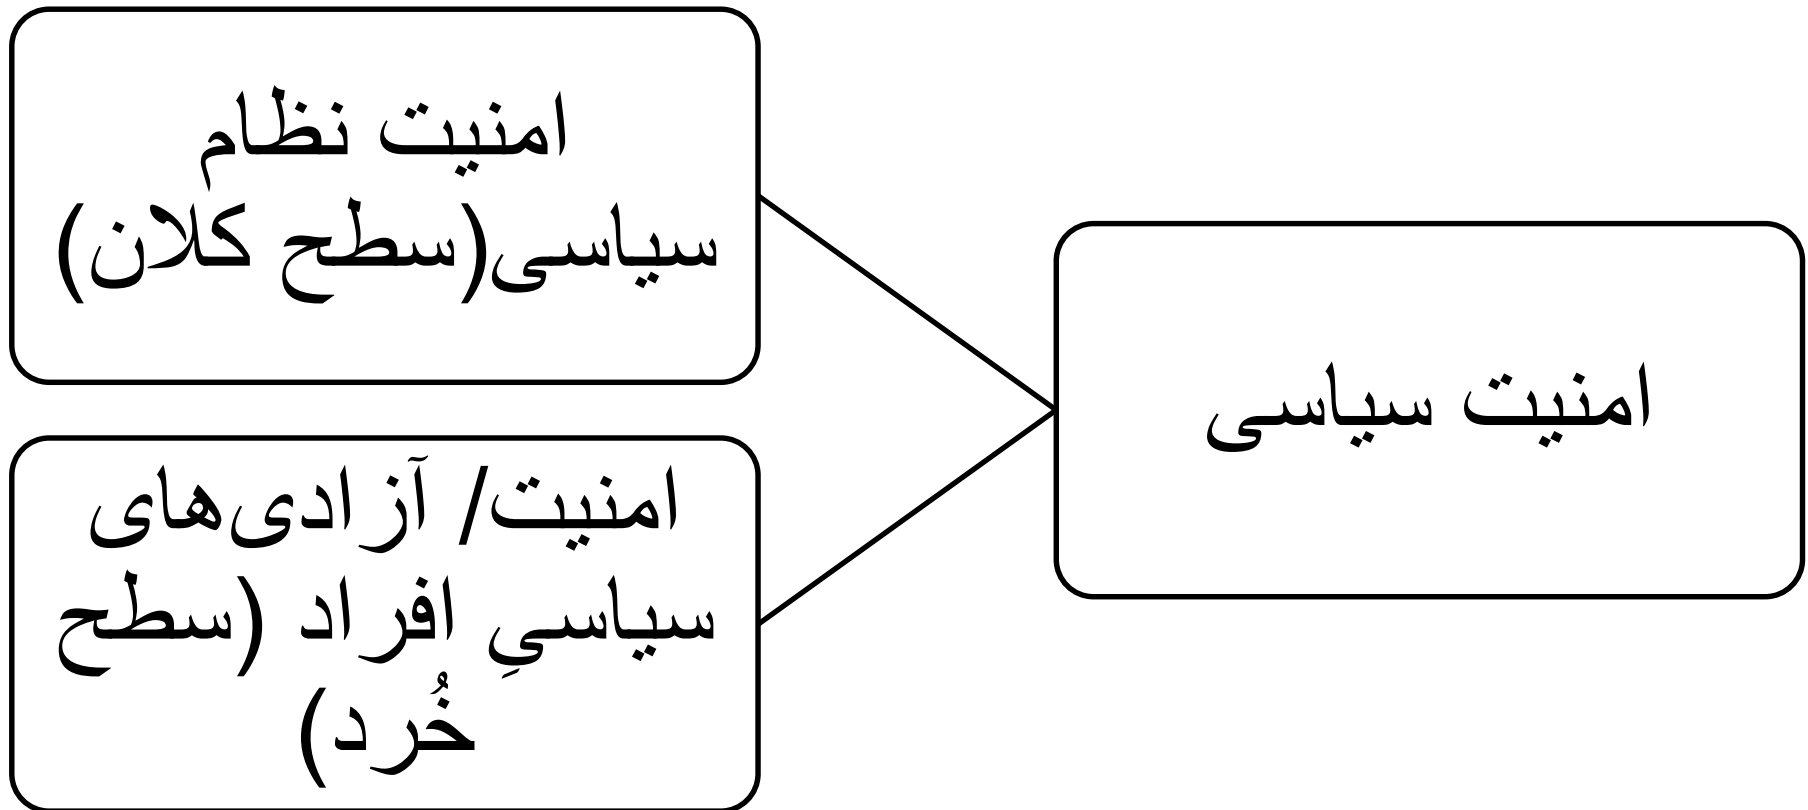 امنیت سیاسی
امنیت نظام
سیاسی(سطح کلان)
امنیت/ آزادی‌های
سیاسیِ افراد (سطح
خُرد)